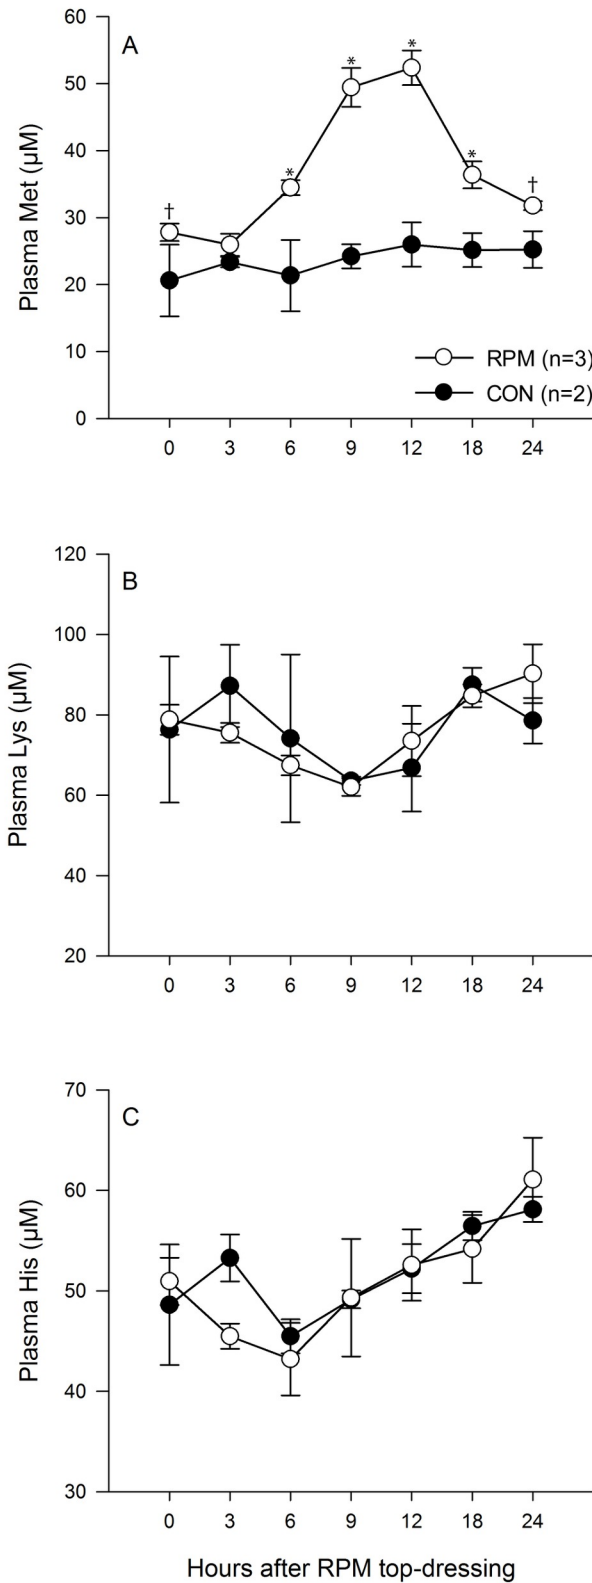 A
Plasma Met (µM)
60
50
40
30
20
10
0
†
*
*
*
*
†
RPM (n=3)
CON (n=2)
0 3 6 9 12 18 24
B
Plasma Lys (µM)
120
100
80
60
40
20
0 3 6 9 12 18 24
C
Plasma His (µM)
70
60
50
40
30
0 3 6 9 12 18 24
Hours after RPM top-dressing